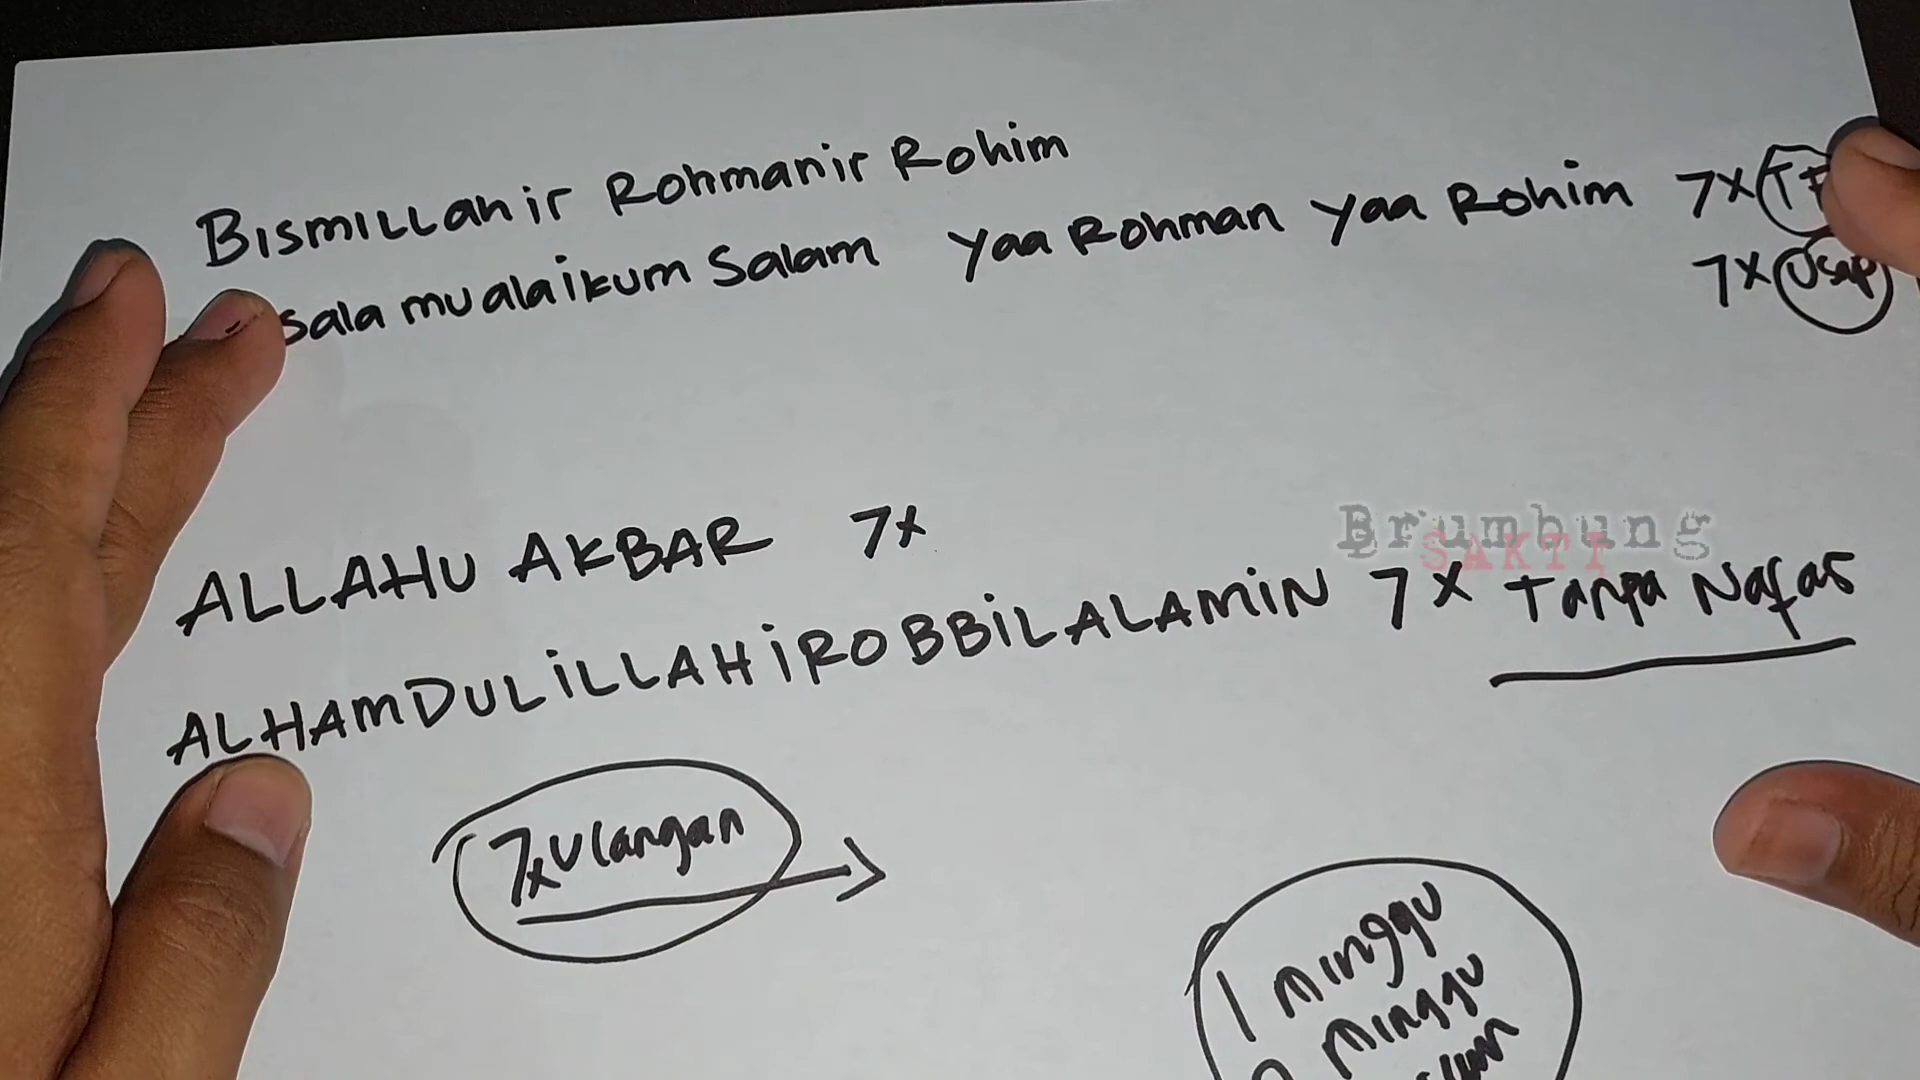 Bismillahir Rohmanir Rohim
salamualaikum Salam Yaa Rohman Yaa Rohim 7x
7x Usap
ALLAHU AKBAR 7x
Brumbung
SAKTI
ALHAMDULILLAHIROBBILALAMIN 7x Tanpa Nafas
7x Ulangan
1 minggu
minggu